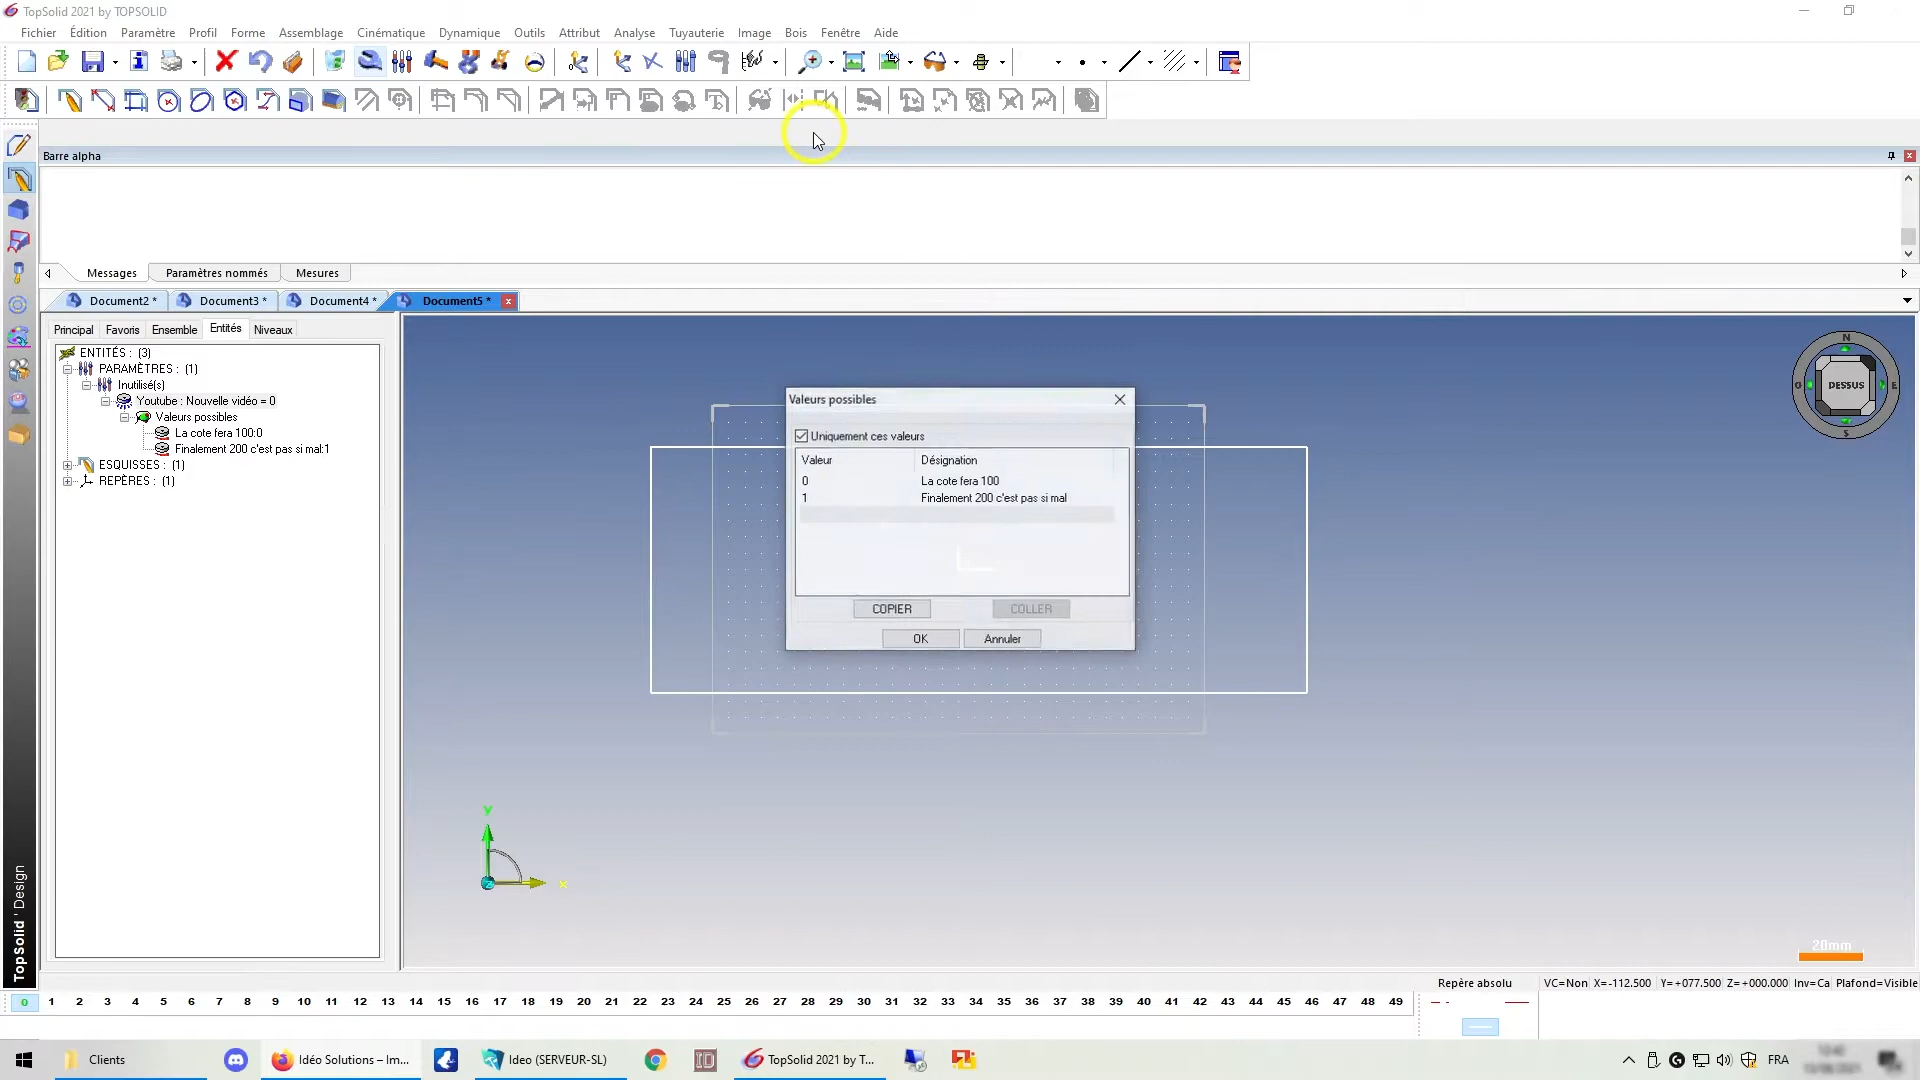 TopSolid 2021 by TOPSOLID
Fichier Édition Paramètre Profil Forme Assemblage Cinématique Dynamique Outils Attribut Analyse Tuyauterie Image Bois Fenêtre Aide
Barre alpha
Messages Paramètres nommés Mesures
Document2 * Document3 * Document4 * Document5 *
Principal Favoris Ensemble Entités Niveaux
ENTITÉS : (3)
PARAMÈTRES : (1)
Inutilisé(s)
Youtube : Nouvelle vidéo = 0
Valeurs possibles
La cote fera 100:0
Finalement 200 c'est pas si mal:1
ESQUISSES : (1)
REPÈRES : (1)
Valeurs possibles
Uniquement ces valeurs
Valeur Désignation
0 La cote fera 100
1 Finalement 200 c'est pas si mal
COPIER COLLER
OK Annuler
N
O DESSUS E
S
Y
Z X
20mm
TopSolid'Design
Repère absolu VC=Non X=-112.500 Y=+077.500 Z=+000.000 Inv=Ca Plafond=Visible
0 1 2 3 4 5 6 7 8 9 10 11 12 13 14 15 16 17 18 19 20 21 22 23 24 25 26 27 28 29 30 31 32 33 34 35 36 37 38 39 40 41 42 43 44 45 46 47 48 49
Clients Idéo Solutions – Im... Ideo (SERVEUR-SL) ID TopSolid 2021 by T... FRA